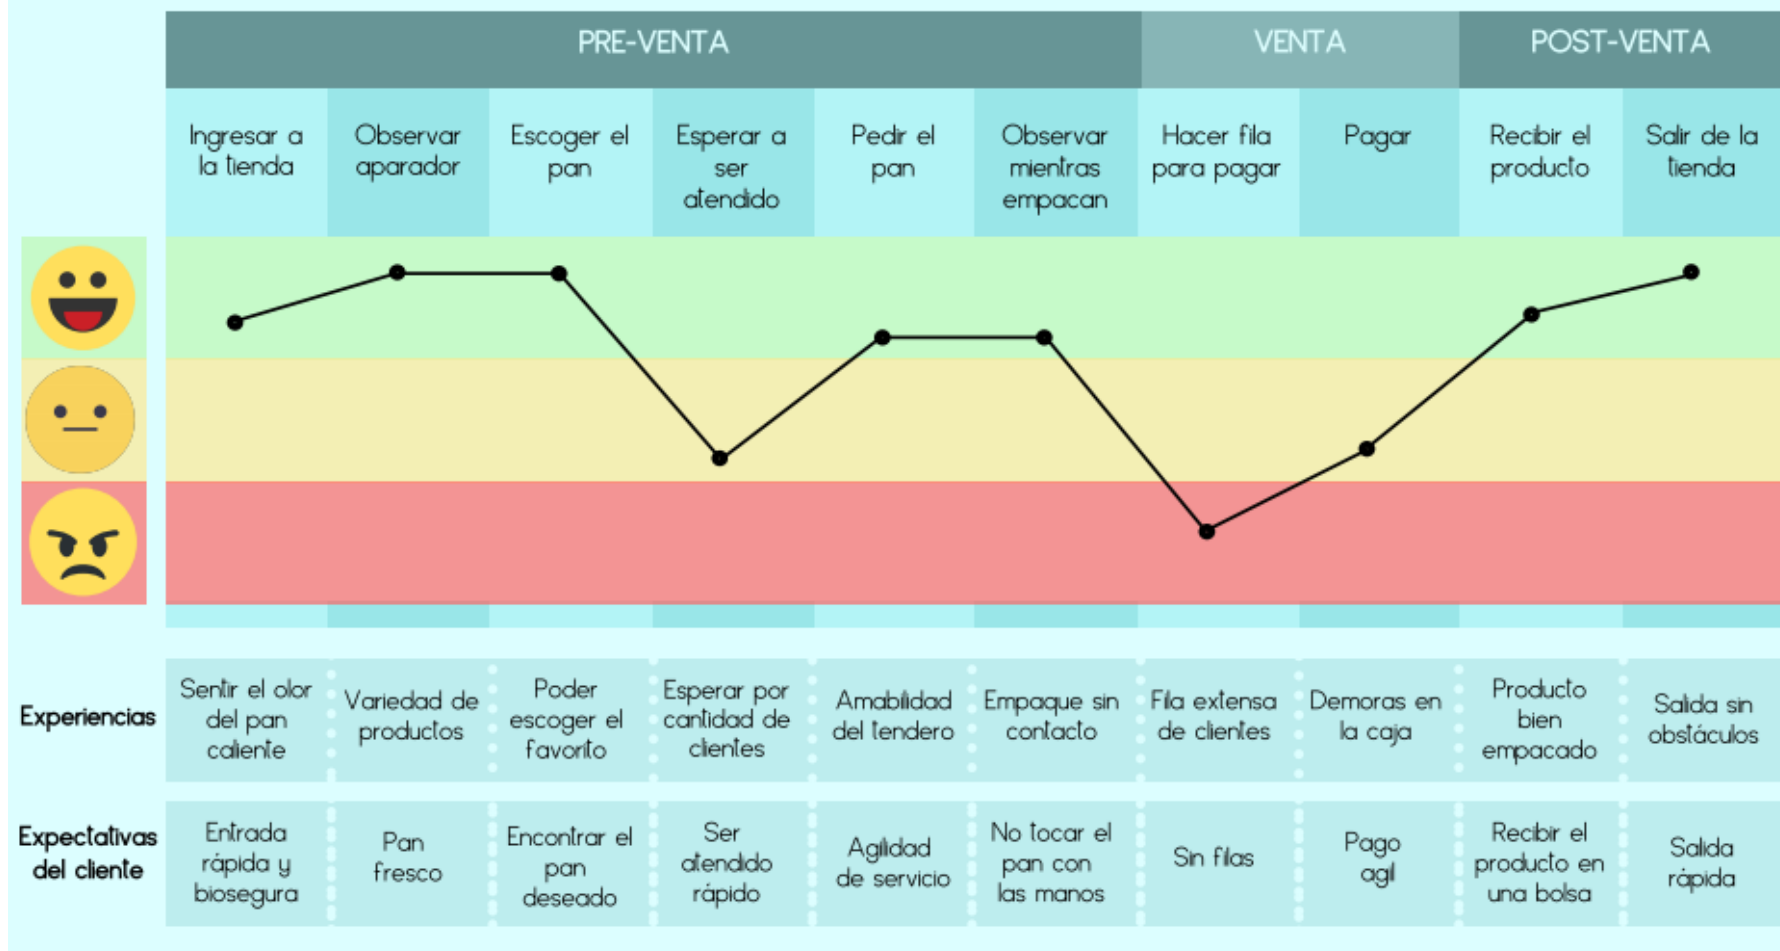 PRE-VENTA
VENTA
POST-VENTA
Ingresar a
la tienda
Observar
aparador
Escoger el
pan
Esperar a
ser
atendido
Pedir el
pan
Observar
mientras
empacan
Hacer fila
para pagar
Pagar
Recibir el
producto
Salir de la
tienda
Experiencias
Sentir el olor
del pan
caliente
Variedad de
productos
Poder
escoger el
favorito
Esperar por
cantidad de
clientes
Amabilidad
del tendero
Empaque sin
contacto
Fila extensa
de clientes
Demoras en
la caja
Producto
bien
empacado
Salida sin
obstáculos
Expectativas
del cliente
Entrada
rápida y
biosegura
Pan
fresco
Encontrar el
pan
deseado
Ser
atendido
rápido
Agilidad
de servicio
No tocar el
pan con
las manos
Sin filas
Pago
agil
Recibir el
producto en
una bolsa
Salida
rápida